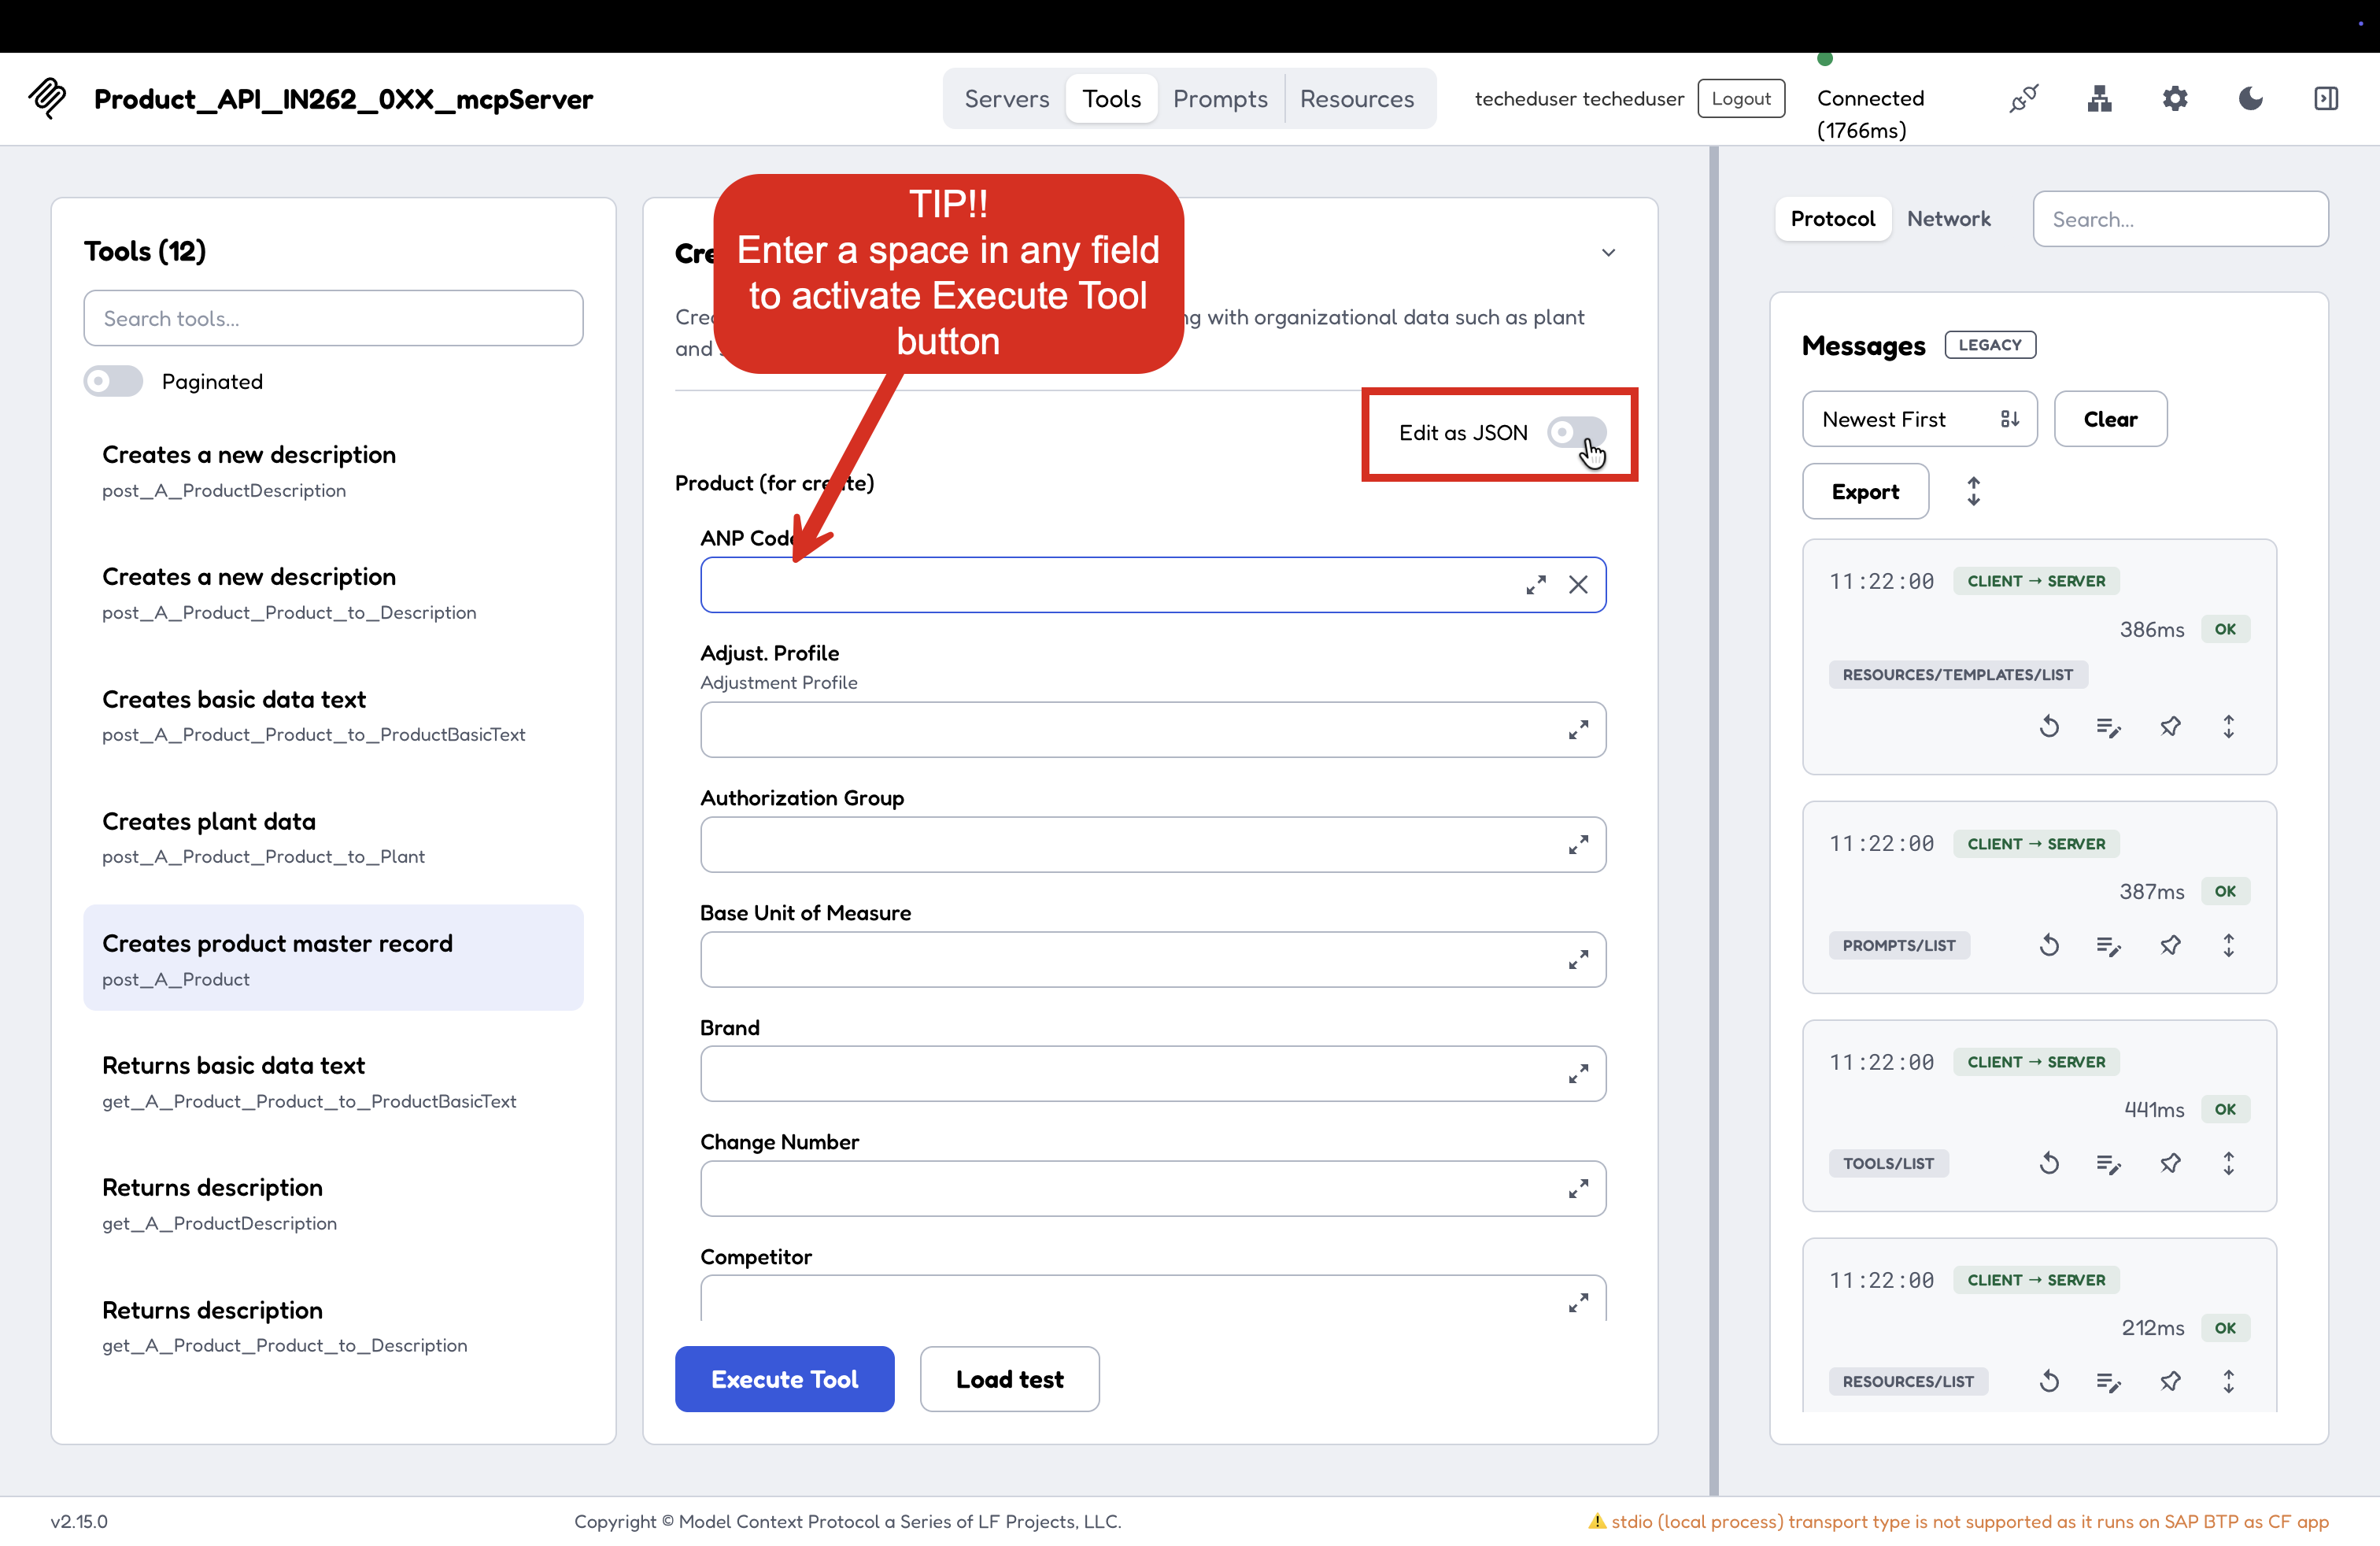 Product_API_IN262_0XX_mcpServer
Servers
Tools
Prompts
Resources
techeduser techeduser
Logout
Connected
(1766ms)
Tools (12)
Search tools...
Paginated
Creates a new description
post_A_ProductDescription
Creates a new description
post_A_Product_Product_to_Description
Creates basic data text
post_A_Product_Product_to_ProductBasicText
Creates plant data
post_A_Product_Product_to_Plant
Creates product master record
post_A_Product
Returns basic data text
get_A_Product_Product_to_ProductBasicText
Returns description
get_A_ProductDescription
Returns description
get_A_Product_Product_to_Description
TIP!!
Enter a space in any field
to activate Execute Tool
button
with organizational data such as plant
and
Edit as JSON
Product (for create)
ANP Code
Adjust. Profile
Adjustment Profile
Authorization Group
Base Unit of Measure
Brand
Change Number
Competitor
Execute Tool
Load test
Protocol
Network
Search...
Messages
LEGACY
Newest First
Clear
Export
11:22:00
CLIENT → SERVER
386ms
OK
RESOURCES/TEMPLATES/LIST
11:22:00
CLIENT → SERVER
387ms
OK
PROMPTS/LIST
11:22:00
CLIENT → SERVER
441ms
OK
TOOLS/LIST
11:22:00
CLIENT → SERVER
212ms
OK
RESOURCES/LIST
v2.15.0
Copyright © Model Context Protocol a Series of LF Projects, LLC.
⚠ stdio (local process) transport type is not supported as it runs on SAP BTP as CF app